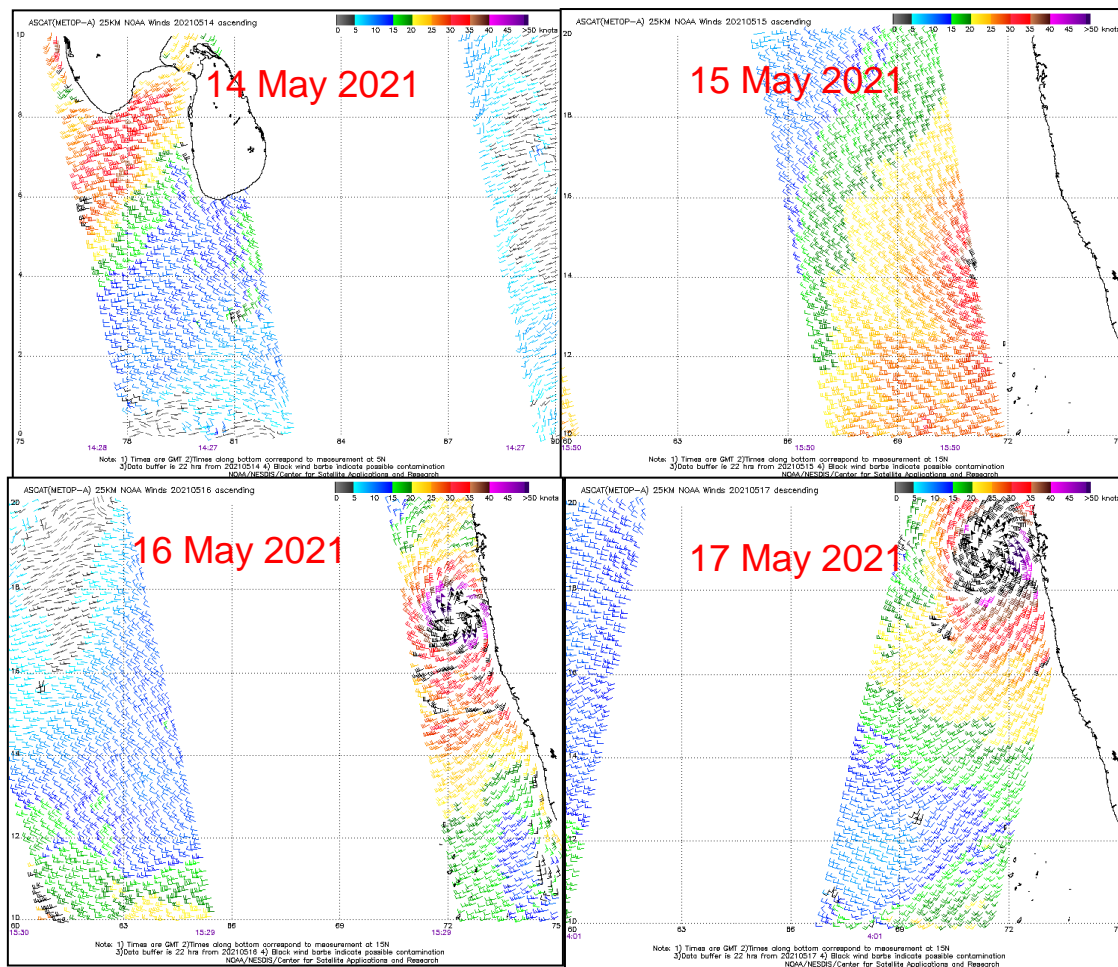 ASCAT(METOP-A) 25KM NOAA Winds 20210514 ascending
0 5 10 15 20 25 30 35 40 45 >50 knots
14 May 2021
10
8
6
4
2
0
75 78 81 84 87 90
14:28 14:27 14:27
Note: 1) Times are GMT 2)Times along bottom correspond to measurement at 5N
3)Data buffer is 22 hrs from 20210514 4) Black wind barbs indicate possible contamination
NOAA/NESDIS/Center for Satellite Applications and Research
ASCAT(METOP-A) 25KM NOAA Winds 20210515 ascending
0 5 10 15 20 25 30 35 40 45 >50 knots
15 May 2021
20
18
16
14
12
10
60 63 66 69 72 75
15:50 15:50 15:50
Note: 1) Times are GMT 2)Times along bottom correspond to measurement at 15N
3)Data buffer is 22 hrs from 20210515 4) Black wind barbs indicate possible contamination
NOAA/NESDIS/Center for Satellite Applications and Research
ASCAT(METOP-A) 25KM NOAA Winds 20210516 ascending
0 5 10 15 20 25 30 35 40 45 >50 knots
16 May 2021
20
18
16
14
12
10
60 63 66 69 72 75
15:30 15:29 15:29
Note: 1) Times are GMT 2)Times along bottom correspond to measurement at 15N
3)Data buffer is 22 hrs from 20210516 4) Black wind barbs indicate possible contamination
NOAA/NESDIS/Center for Satellite Applications and Research
ASCAT(METOP-A) 25KM NOAA Winds 20210517 descending
0 5 10 15 20 25 30 35 40 45 >50 knots
17 May 2021
20
18
16
14
12
10
60 63 66 69 72 75
4:01 4:01
Note: 1) Times are GMT 2)Times along bottom correspond to measurement at 15N
3)Data buffer is 22 hrs from 20210517 4) Black wind barbs indicate possible contamination
NOAA/NESDIS/Center for Satellite Applications and Research